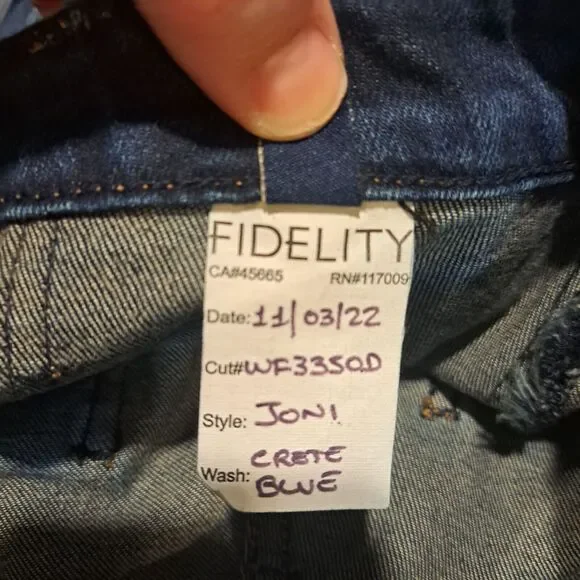 FIDELITY
CA#45665 RN#117009
Date: 11/03/22
Cut# WF3350D
Style: JONI
Wash: CRETE
BLUE